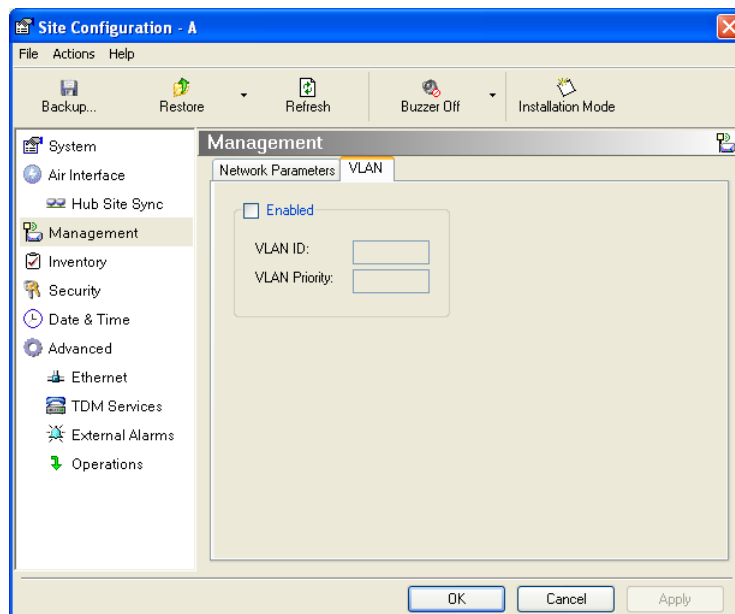 Site Configuration - A
File Actions Help
Backup... Restore Refresh Buzzer Off Installation Mode
System
Air Interface
Hub Site Sync
Management
Inventory
Security
Date & Time
Advanced
Ethernet
TDM Services
External Alarms
Operations
Management
Network Parameters VLAN
Enabled
VLAN ID:
VLAN Priority:
OK Cancel Apply